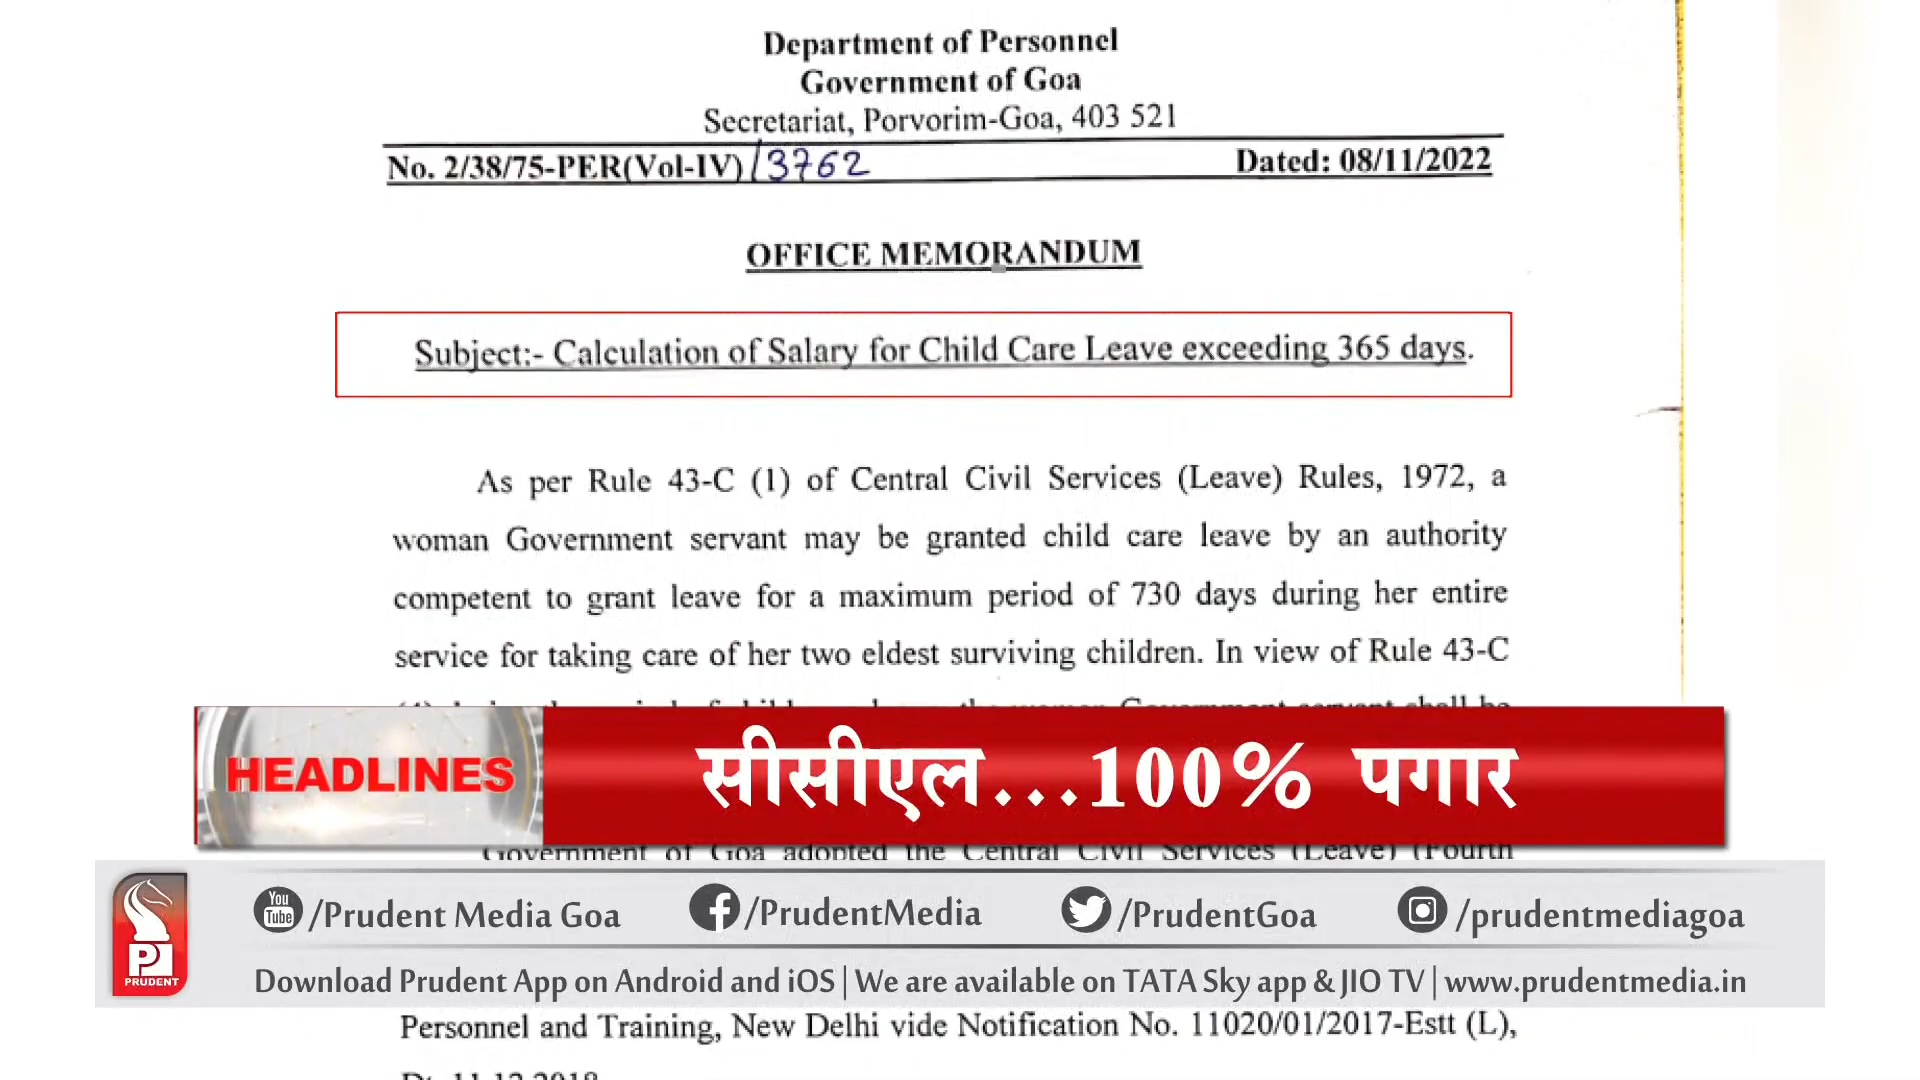 Department of Personnel
Government of Goa
Secretariat, Porvorim-Goa, 403 521
No. 2/38/75-PER(Vol-IV)/3762 Dated: 08/11/2022
OFFICE MEMORANDUM
Subject:- Calculation of Salary for Child Care Leave exceeding 365 days.
As per Rule 43-C (1) of Central Civil Services (Leave) Rules, 1972, a
woman Government servant may be granted child care leave by an authority
competent to grant leave for a maximum period of 730 days during her entire
service for taking care of her two eldest surviving children. In view of Rule 43-C
HEADLINES
सीसीएल...100% पगार
Government of Goa adopted the Central Civil Services (Leave) (Fourth
You Tube /Prudent Media Goa /PrudentMedia /PrudentGoa /prudentmediagoa
PRUDENT
Download Prudent App on Android and iOS | We are available on TATA Sky app & JIO TV | www.prudentmedia.in
Personnel and Training, New Delhi vide Notification No. 11020/01/2017-Estt (L),